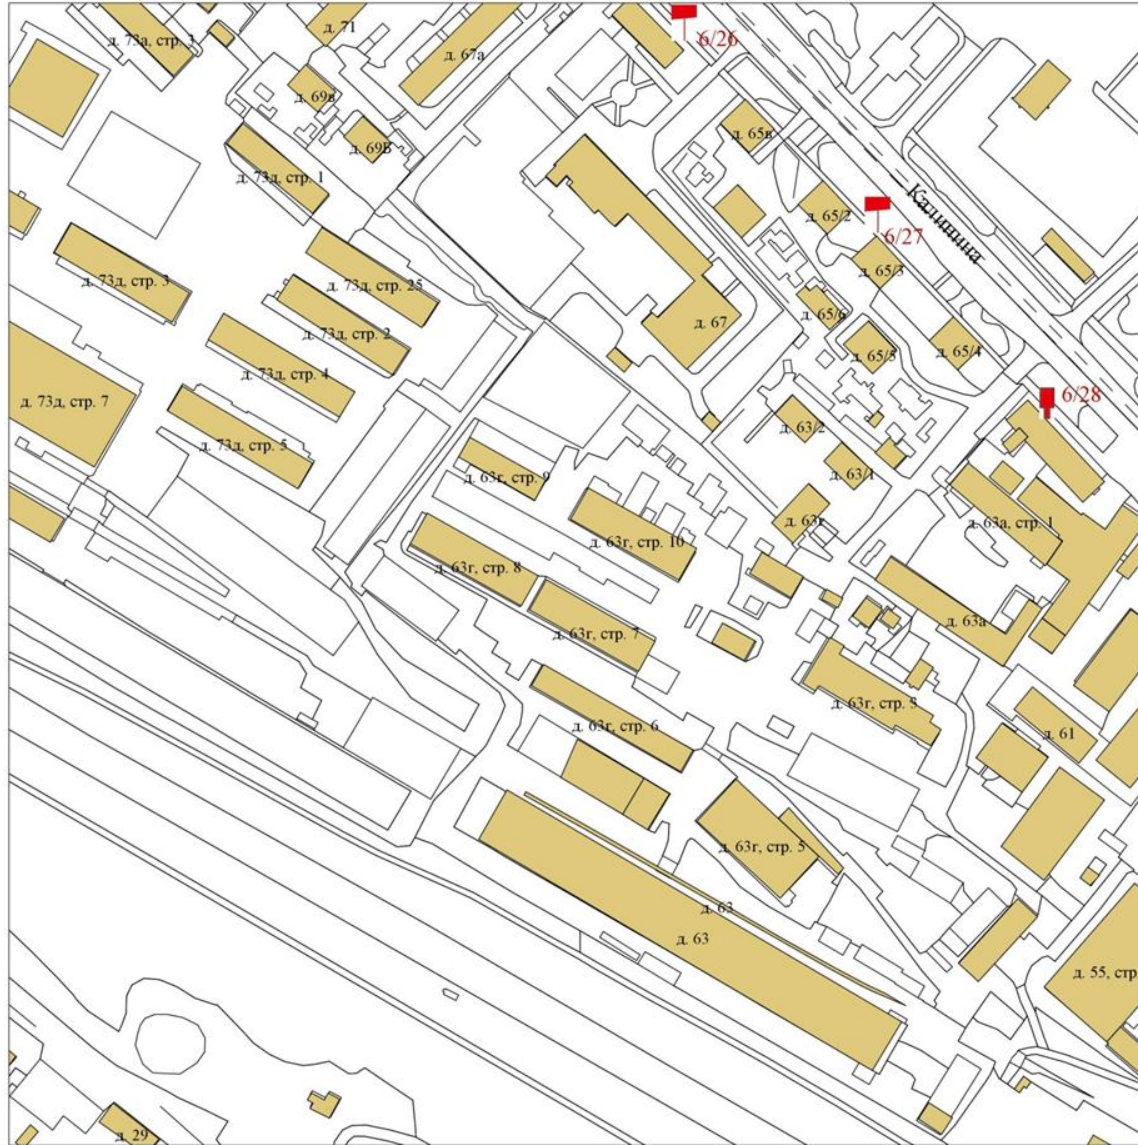 д. 73а, стр. 3
д. 71
6/26
д. 67а
д. 69в
д. 65в
д. 69В
д. 73д, стр. 1
Калинина
д. 65/2
6/27
д. 65/3
д. 73д, стр. 3
д. 73д, стр. 25
д. 65/6
д. 67
д. 73д, стр. 2
д. 65/4
д. 65/5
д. 73д, стр. 4
6/28
д. 73д, стр. 7
д. 63/2
д. 73д, стр. 5
д. 63/1
д. 63г, стр. 9
д. 63г
д. 63а, стр. 1
д. 63г, стр. 10
д. 63г, стр. 8
д. 63а
д. 63г, стр. 7
д. 63г, стр. 3
д. 63г, стр. 6
д. 61
д. 63г, стр. 5
д. 63
д. 63
д. 55, стр
д. 29